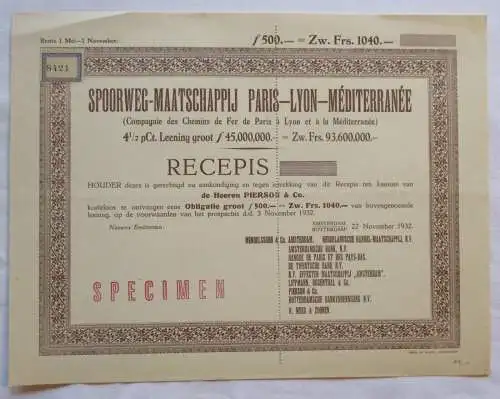 Rente 1 Mei–1 November.
ƒ 500.— = Zw. Frs. 1040.—
8421
SPOORWEG-MAATSCHAPPIJ PARIS—LYON—MÉDITERRANÉE
(Compagnie des Chemins de Fer de Paris à Lyon et à la Méditerranée)
4 1/2 pCt. Leening groot ƒ 45,000,000.— = Zw. Frs. 93,600,000.—
RECEPIS
HOUDER dezes is gerechtigd na aankondiging en tegen intrekking van dit Recepis ten kantore van
de Heeren PIERSON & Co.
kosteloos te ontvangen eene Obligatie groot ƒ 500.— = Zw. Frs. 1040.— van bovengenoemde
leening, op de voorwaarden van het prospectus d.d. 3 November 1932.
Namens Emittenten:
AMSTERDAM
ROTTERDAM
22 November 1932.
MENDELSSOHN & Co. AMSTERDAM.
NEDERLANDSCHE HANDEL-MAATSCHAPPIJ, N.V.
AMSTERDAMSCHE BANK, N.V.
BANQUE DE PARIS ET DES PAYS-BAS.
DE TWENTSCHE BANK N.V.
N.V. EFFECTEN MAATSCHAPPIJ „AMSTERDAM".
LIPPMANN, ROSENTHAL & Co.
PIERSON & Co.
ROTTERDAMSCHE BANKVEREENIGING N.V.
R. MEES & ZOONEN
SPECIMEN